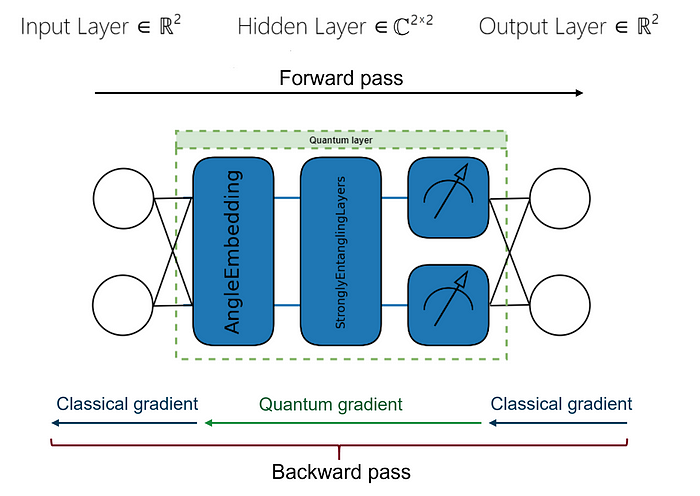 Input Layer ∈ ℝ² Hidden Layer ∈ ℂ²ˣ² Output Layer ∈ ℝ²
Forward pass
Quantum layer
AngleEmbedding
StronglyEntanglingLayers
Classical gradient Quantum gradient Classical gradient
Backward pass